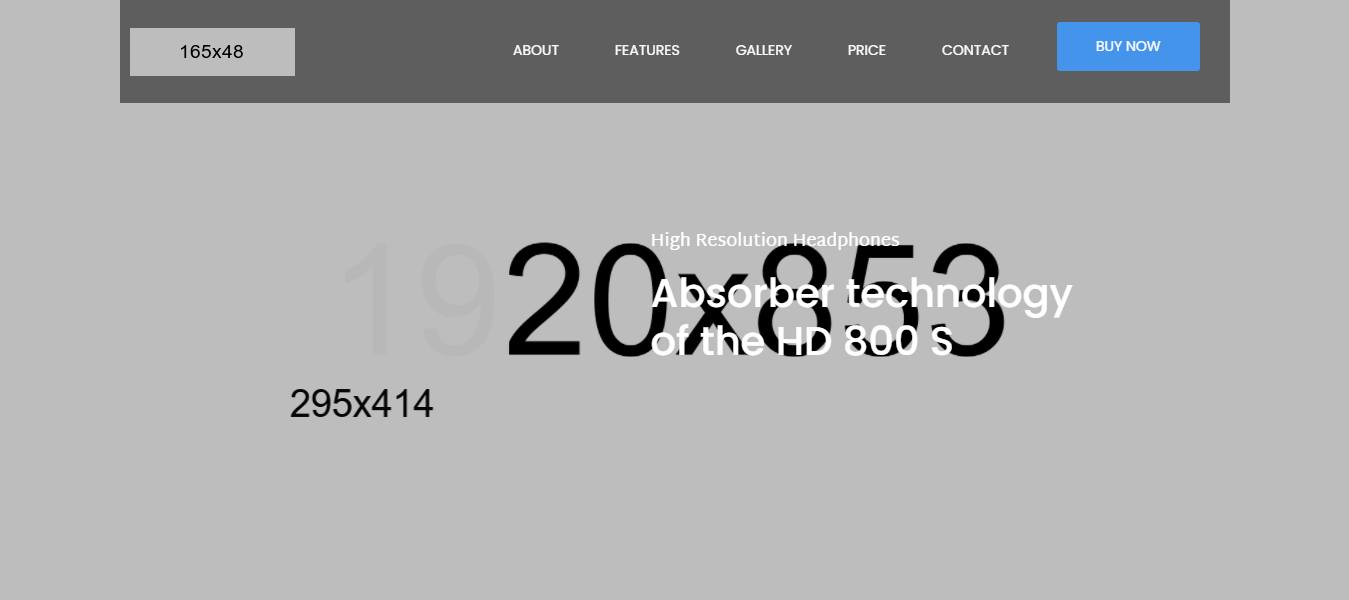 165x48
ABOUT
FEATURES
GALLERY
PRICE
CONTACT
BUY NOW
High Resolution Headphones
1920x853
Absorber technology
of the HD 800 S
295x414